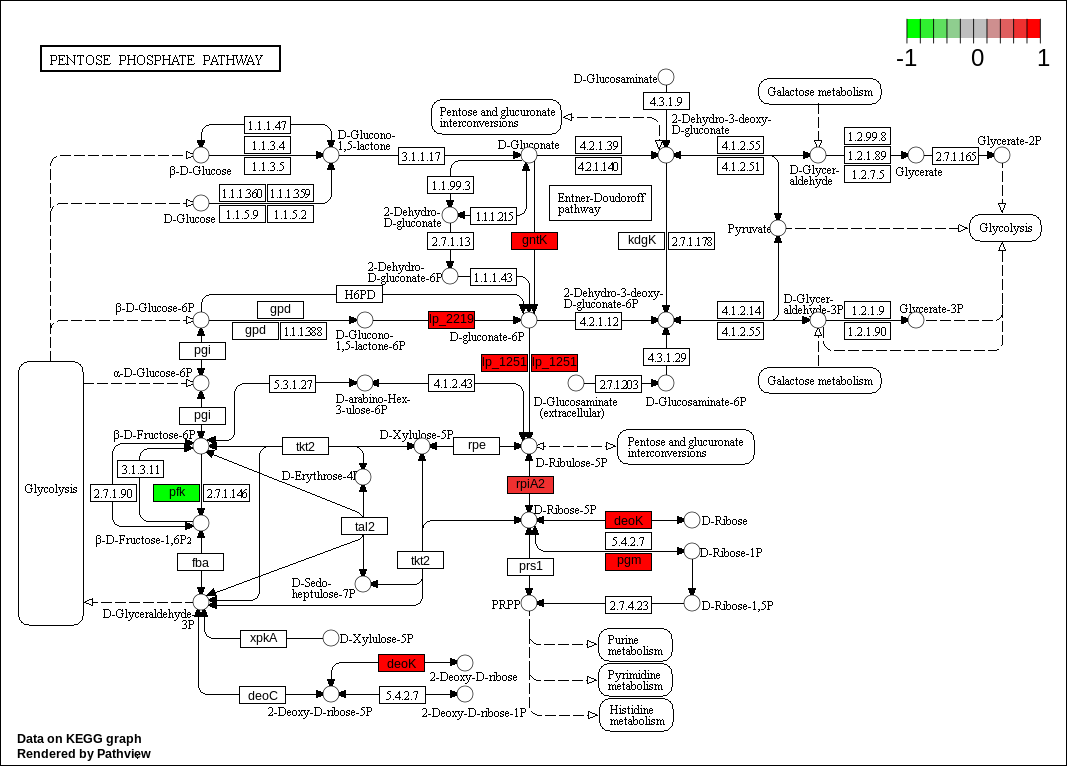 PENTOSE PHOSPHATE PATHWAY
-1 0 1
D-Glucosaminate
4.3.1.9
Galactose metabolism
Pentose and glucuronate
interconversions
2-Dehydro-3-deoxy-
D-gluconate
1.1.1.47
1.1.3.4
1.1.3.5
D-Glucono-
1,5-lactone
3.1.1.17
D-Gluconate
4.2.1.39
4.2.1.140
4.1.2.55
4.1.2.51
D-Glycer-
aldehyde
1.2.99.8
1.2.1.89
1.2.7.5
Glycerate
2.7.1.165
Glycerate-2P
β-D-Glucose
1.1.1.360
1.1.1.359
1.1.5.9
1.1.5.2
D-Glucose
1.1.99.3
2-Dehydro-
D-gluconate
1.1.1.215
Entner-Doudoroff
pathway
2.7.1.13
gntK
kdgK
2.7.1.178
Pyruvate
Glycolysis
2-Dehydro-
D-gluconate-6P
1.1.1.43
H6PD
2-Dehydro-3-deoxy-
D-gluconate-6P
β-D-Glucose-6P
gpd
gpd
1.1.1.388
D-Glucono-
1,5-lactone-6P
lp_2219
D-gluconate-6P
4.2.1.12
4.1.2.14
4.1.2.55
D-Glycer-
aldehyde-3P
1.2.1.9
1.2.1.90
Glycerate-3P
pgi
lp_1251
lp_1251
4.3.1.29
α-D-Glucose-6P
5.3.1.27
D-arabino-Hex-
3-ulose-6P
4.1.2.43
2.7.1.203
D-Glucosaminate
(extracellular)
D-Glucosaminate-6P
Galactose metabolism
pgi
β-D-Fructose-6P
tkt2
D-Xylulose-5P
rpe
D-Ribulose-5P
Pentose and glucuronate
interconversions
3.1.3.11
D-Erythrose-4P
Glycolysis
2.7.1.90
pfk
2.7.1.146
rpiA2
β-D-Fructose-1,6P2
tal2
D-Ribose-5P
deoK
D-Ribose
5.4.2.7
pgm
D-Ribose-1P
fba
tkt2
prs1
D-Sedo-
heptulose-7P
D-Glyceraldehyde-
3P
PRPP
2.7.4.23
D-Ribose-1,5P
xpkA
D-Xylulose-5P
Purine
metabolism
deoK
2-Deoxy-D-ribose
Pyrimidine
metabolism
deoC
2-Deoxy-D-ribose-5P
5.4.2.7
2-Deoxy-D-ribose-1P
Histidine
metabolism
Data on KEGG graph
Rendered by Pathview